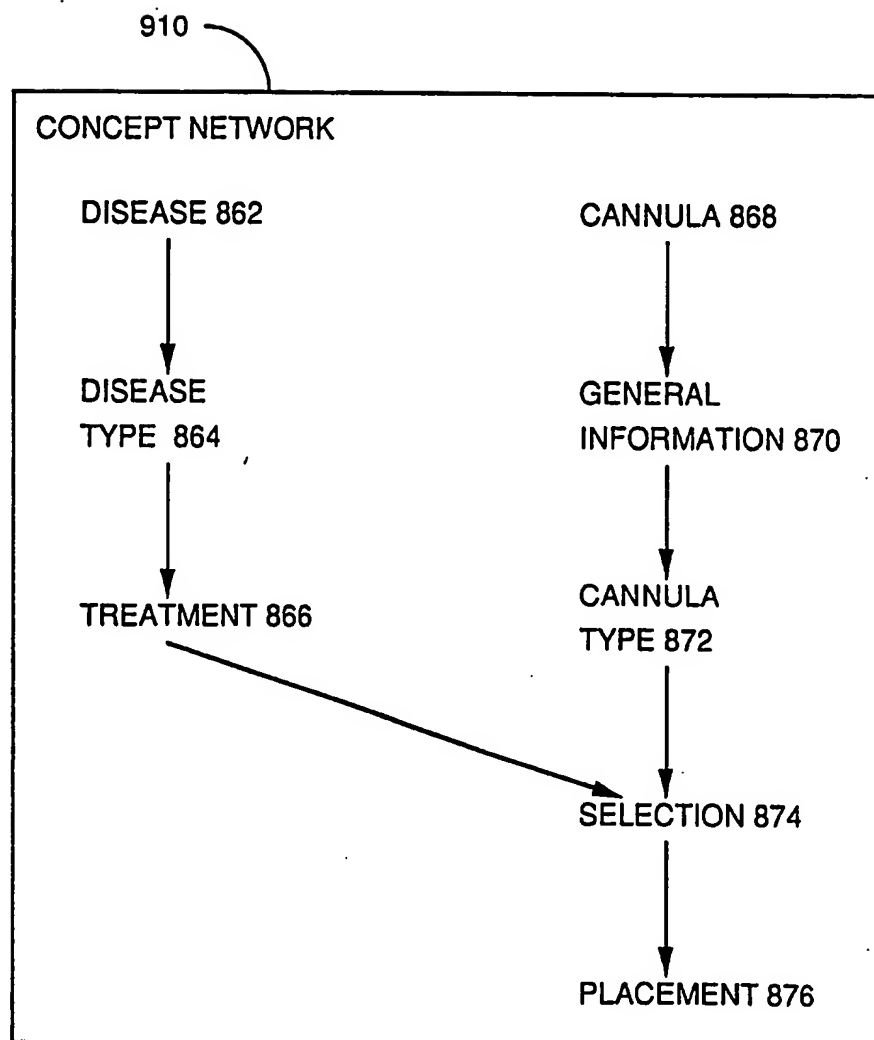 910
CONCEPT NETWORK
DISEASE 862
CANNULA 868
DISEASE
TYPE 864
GENERAL
INFORMATION 870
TREATMENT 866
CANNULA
TYPE 872
SELECTION 874
PLACEMENT 876